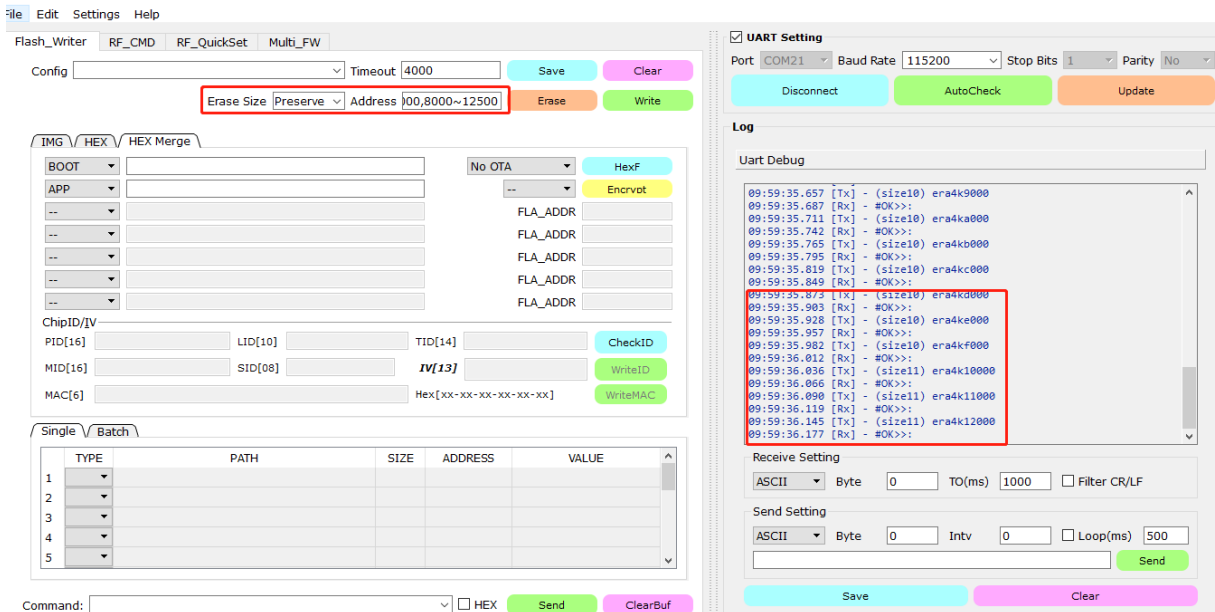 File Edit Settings Help
Flash_Writer RF_CMD RF_QuickSet Multi_FW
Config Timeout 4000 Save Clear
Erase Size Preserve Address 000,8000~12500 Erase Write
IMG HEX HEX Merge
BOOT No OTA HexF
APP -- Encrvot
-- FLA_ADDR
-- FLA_ADDR
-- FLA_ADDR
-- FLA_ADDR
-- FLA_ADDR
ChipID/IV
PID[16] LID[10] TID[14] CheckID
MID[16] SID[08] IV[13] WriteID
MAC[6] Hex[xx-xx-xx-xx-xx-xx] WriteMAC
Single Batch
TYPE PATH SIZE ADDRESS VALUE
1
2
3
4
5
Command: HEX Send ClearBuf
UART Setting
Port COM21 Baud Rate 115200 Stop Bits 1 Parity No
Disconnect AutoCheck Update
Log
Uart Debug
09:59:35.657 [Tx] - (size10) era4k9000
09:59:35.687 [Rx] - #OK>>:
09:59:35.711 [Tx] - (size10) era4ka000
09:59:35.742 [Rx] - #OK>>:
09:59:35.765 [Tx] - (size10) era4kb000
09:59:35.795 [Rx] - #OK>>:
09:59:35.819 [Tx] - (size10) era4kc000
09:59:35.849 [Rx] - #OK>>:
09:59:35.873 [Tx] - (size10) era4kd000
09:59:35.903 [Rx] - #OK>>:
09:59:35.928 [Tx] - (size10) era4ke000
09:59:35.957 [Rx] - #OK>>:
09:59:35.982 [Tx] - (size10) era4kf000
09:59:36.012 [Rx] - #OK>>:
09:59:36.036 [Tx] - (size11) era4k10000
09:59:36.066 [Rx] - #OK>>:
09:59:36.090 [Tx] - (size11) era4k11000
09:59:36.119 [Rx] - #OK>>:
09:59:36.145 [Tx] - (size11) era4k12000
09:59:36.177 [Rx] - #OK>>:
Receive Setting
ASCII Byte 0 TO(ms) 1000 Filter CR/LF
Send Setting
ASCII Byte 0 Intv 0 Loop(ms) 500
Send
Save Clear